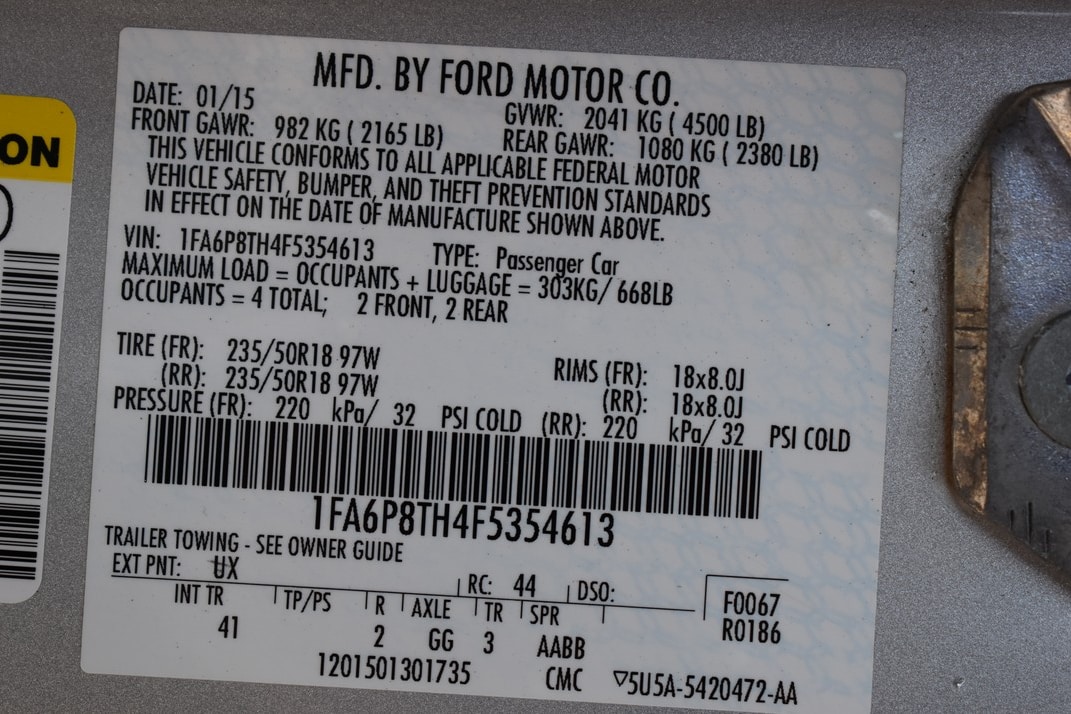 ON
MFD. BY FORD MOTOR CO.
DATE: 01/15 GVWR: 2041 KG ( 4500 LB)
FRONT GAWR: 982 KG ( 2165 LB) REAR GAWR: 1080 KG ( 2380 LB)
THIS VEHICLE CONFORMS TO ALL APPLICABLE FEDERAL MOTOR
VEHICLE SAFETY, BUMPER, AND THEFT PREVENTION STANDARDS
IN EFFECT ON THE DATE OF MANUFACTURE SHOWN ABOVE.
VIN: 1FA6P8TH4F5354613 TYPE: Passenger Car
MAXIMUM LOAD = OCCUPANTS + LUGGAGE = 303KG/ 668LB
OCCUPANTS = 4 TOTAL; 2 FRONT, 2 REAR
TIRE (FR): 235/50R18 97W RIMS (FR): 18x8.0J
(RR): 235/50R18 97W (RR): 18x8.0J
PRESSURE (FR): 220 kPa/ 32 PSI COLD (RR): 220 kPa/ 32 PSI COLD
1FA6P8TH4F5354613
TRAILER TOWING - SEE OWNER GUIDE
EXT PNT: UX RC: 44 DSO:
INT TR TP/PS R AXLE TR SPR F0067
41 2 GG 3 AABB R0186
1201501301735 CMC ▽5U5A-5420472-AA